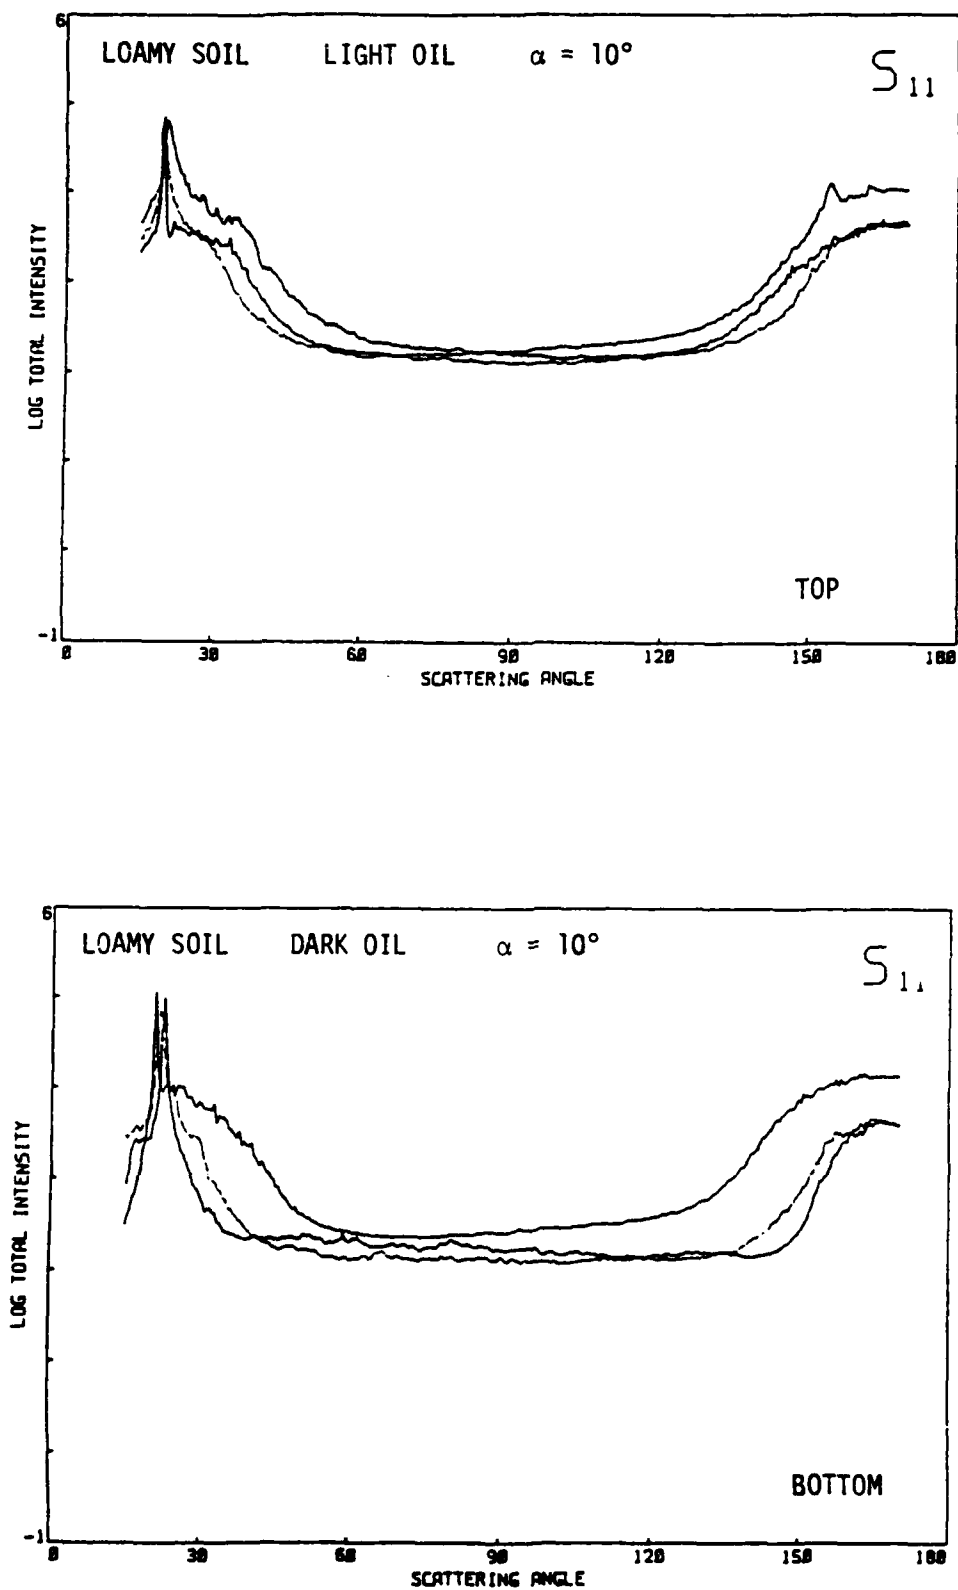 6
LOAMY SOIL LIGHT OIL α = 10°
S11
LOG TOTAL INTENSITY
TOP
-1
0 30 60 90 120 150 180
SCATTERING ANGLE
6
LOAMY SOIL DARK OIL α = 10°
S11
LOG TOTAL INTENSITY
BOTTOM
-1
0 30 60 90 120 150 180
SCATTERING ANGLE